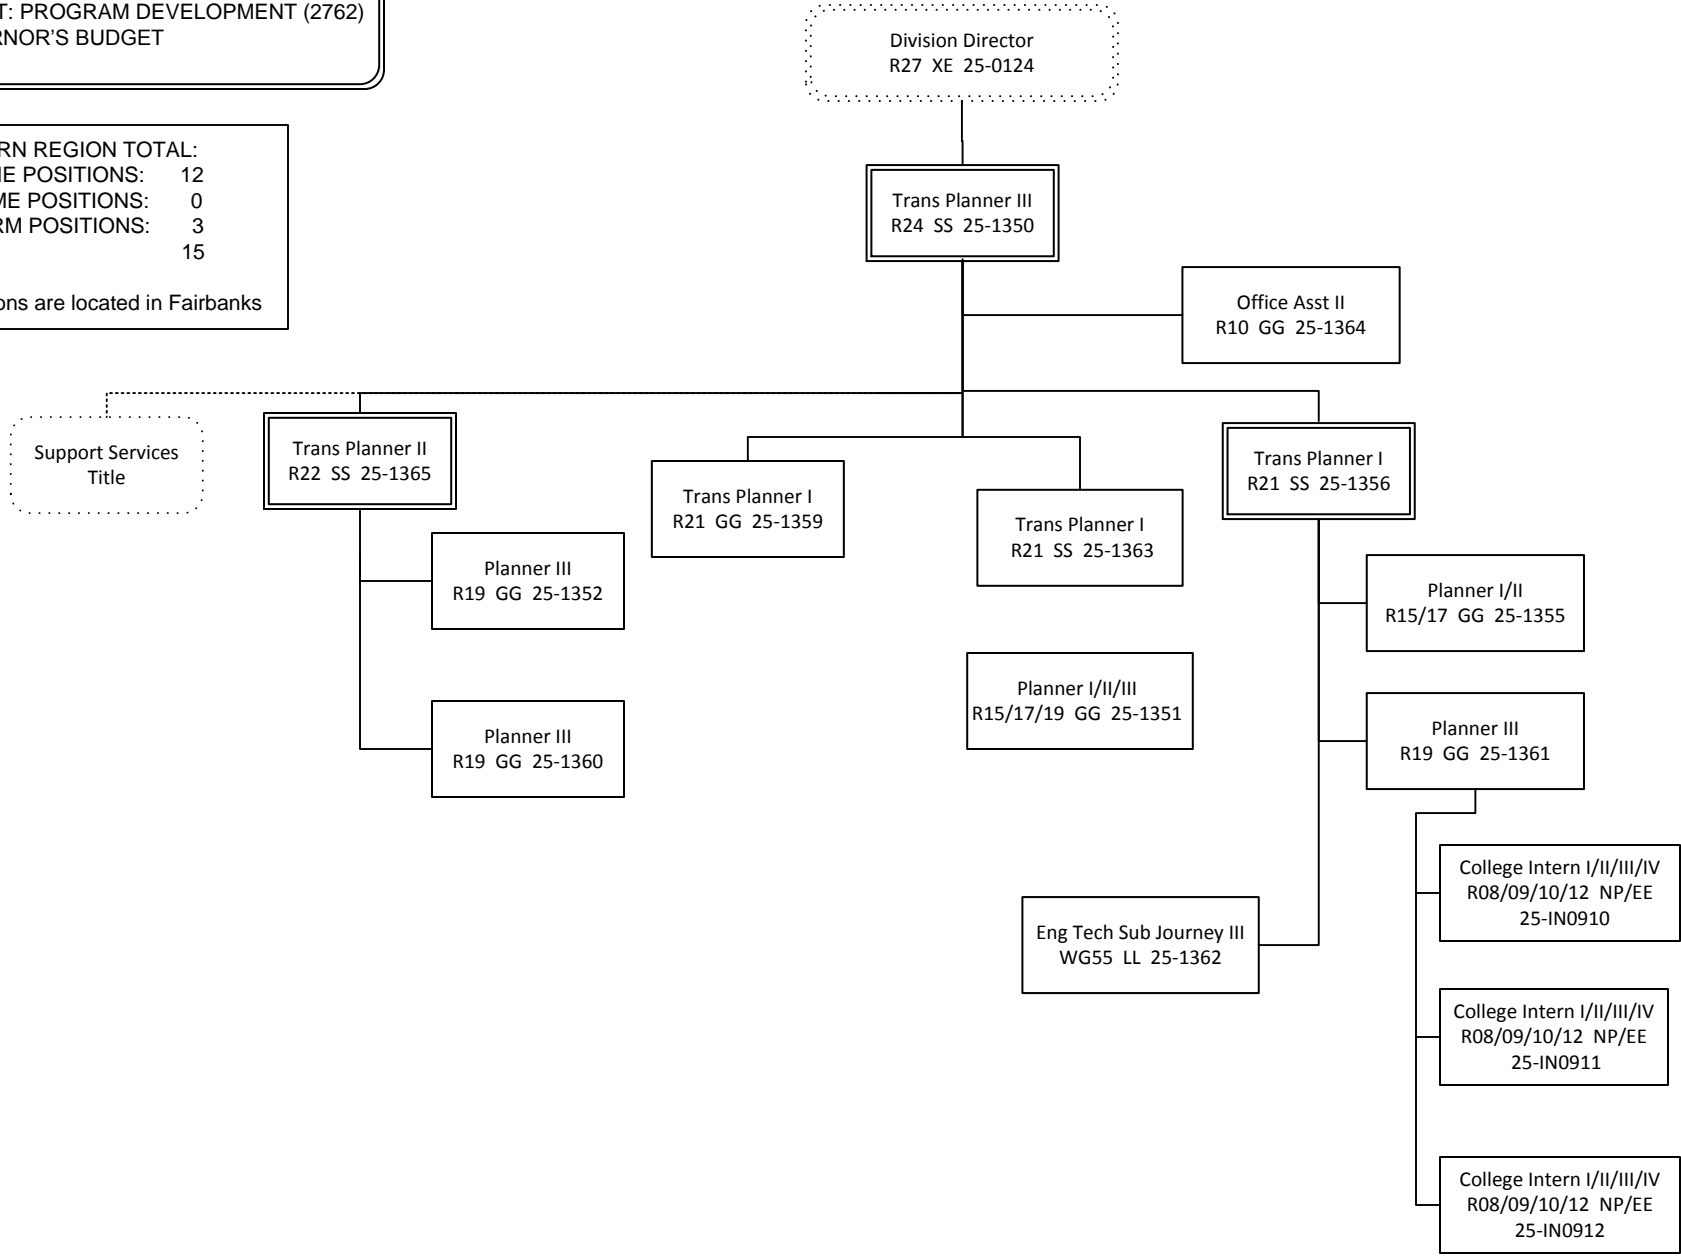 PROGRAM DEVELOPMENT (2762)
BUDGET
REGION TOTAL:
POSITIONS: 12
POSITIONS: 0
POSITIONS: 3
15
are located in Fairbanks
Division Director
R27 XE 25-0124
Trans Planner III
R24 SS 25-1350
Office Asst II
R10 GG 25-1364
Support Services
Title
Trans Planner II
R22 SS 25-1365
Trans Planner I
R21 GG 25-1359
Trans Planner I
R21 SS 25-1363
Trans Planner I
R21 SS 25-1356
Planner III
R19 GG 25-1352
Planner III
R19 GG 25-1360
Planner I/II/III
R15/17/19 GG 25-1351
Planner I/II
R15/17 GG 25-1355
Planner III
R19 GG 25-1361
Eng Tech Sub Journey III
WG55 LL 25-1362
College Intern I/II/III/IV
R08/09/10/12 NP/EE
25-IN0910
College Intern I/II/III/IV
R08/09/10/12 NP/EE
25-IN0911
College Intern I/II/III/IV
R08/09/10/12 NP/EE
25-IN0912